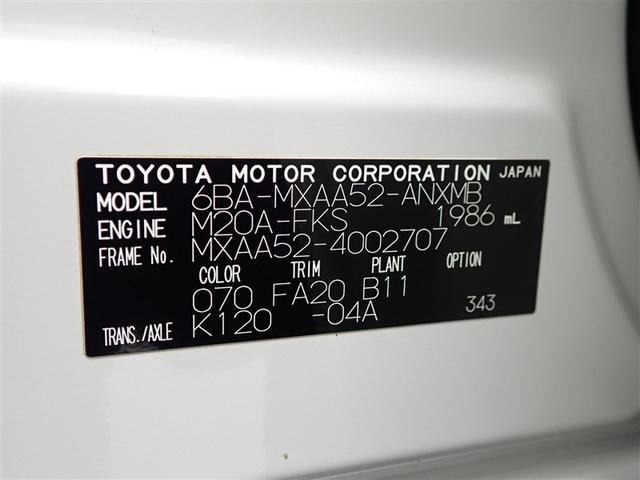 TOYOTA MOTOR CORPORATION JAPAN
MODEL 6BA-MXAA52-ANXMB
ENGINE M20A-FKS 1986 mL
FRAME No. MXAA52-4002707
COLOR TRIM PLANT OPTION
070 FA20 B11
TRANS./AXLE K120 -04A 343